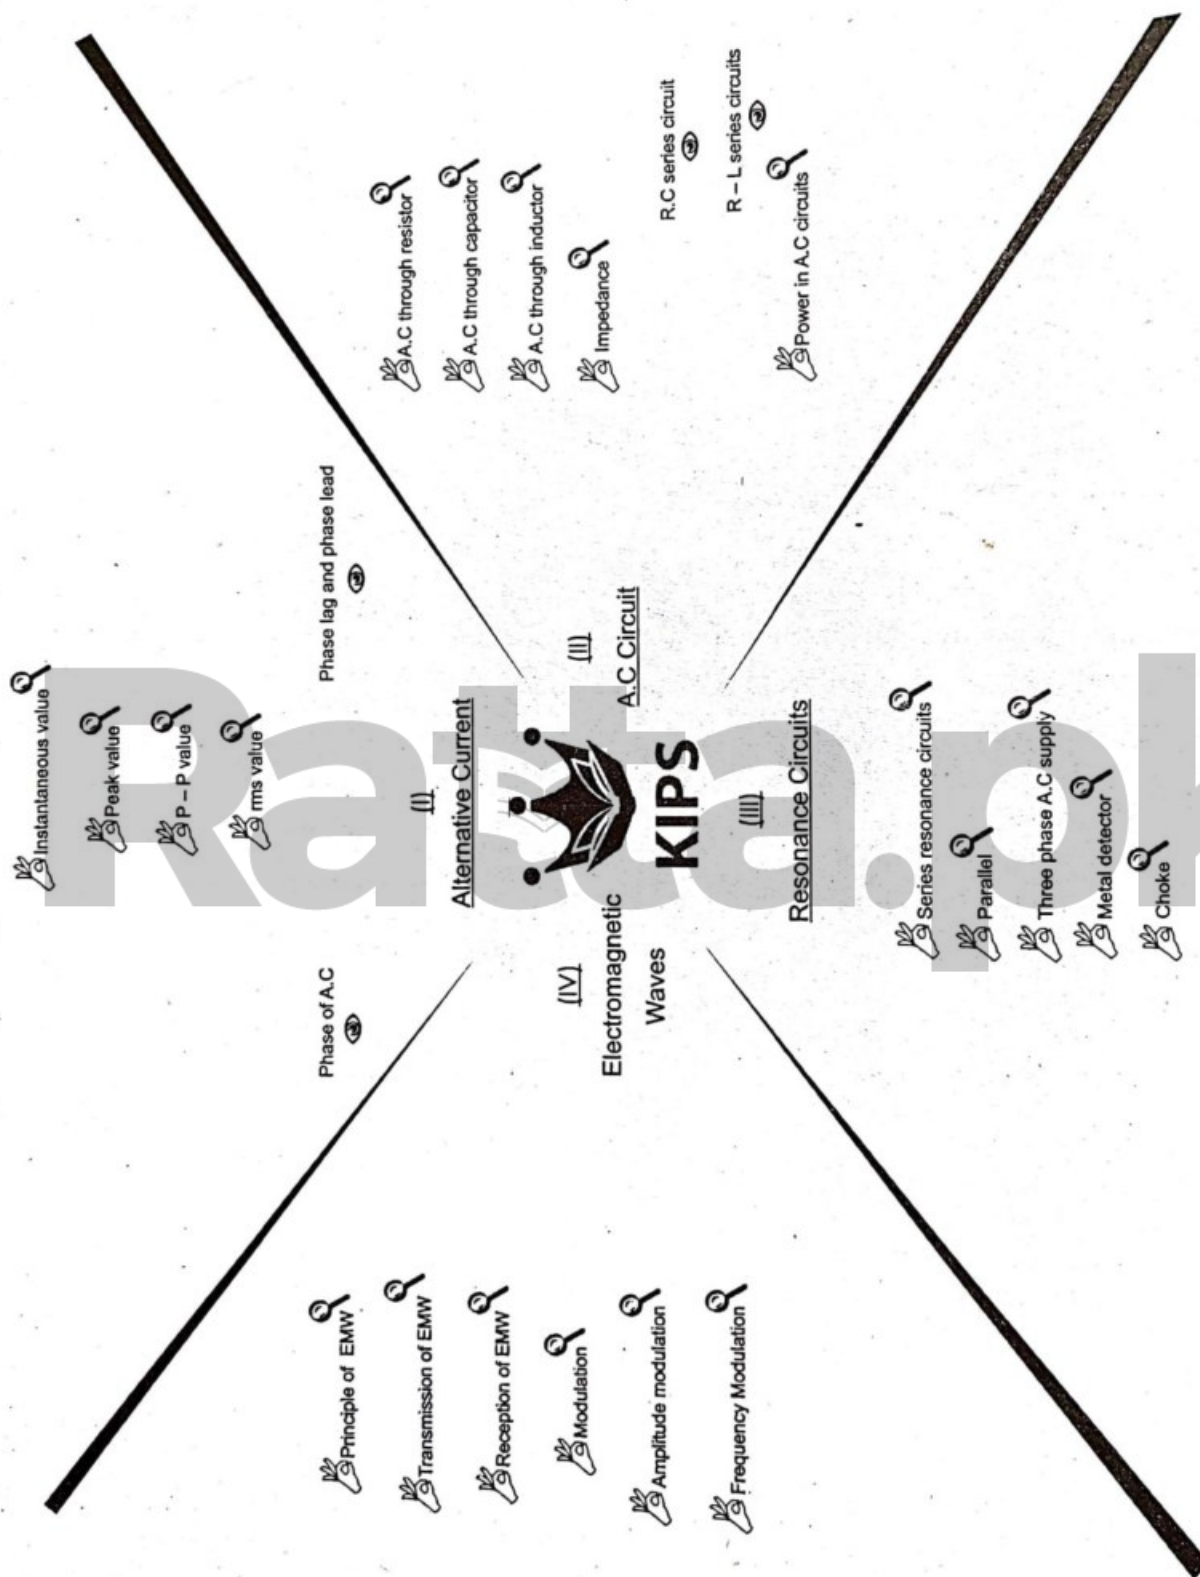 Instantaneous value
Peak value
P – P value
rms value
Phase of A.C
Phase lag and phase lead
(I)
Alternative Current
A.C through resistor
A.C through capacitor
A.C through inductor
Impedance
R.C series circuit
R – L series circuits
Power in A.C circuits
(II)
A.C Circuit
KIPS
(III)
Resonance Circuits
Series resonance circuits
Parallel
Three phase A.C supply
Metal detector
Choke
(IV)
Electromagnetic
Waves
Principle of EMW
Transmission of EMW
Reception of EMW
Modulation
Amplitude modulation
Frequency Modulation
Ratta.p